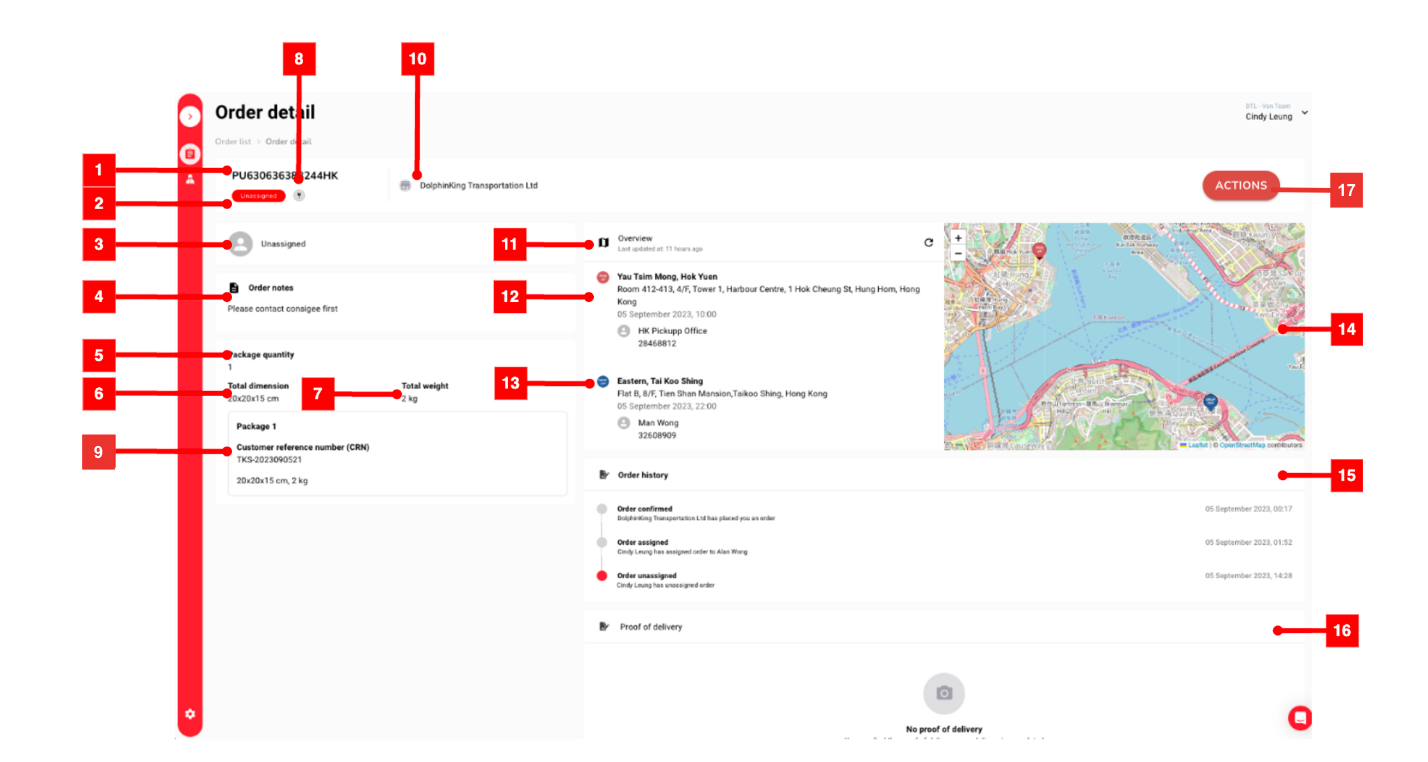 8
10
Order detail
DTL - Van Team
Cindy Leung
Order list > Order detail
1
PU630636388244HK
2
Unassigned
DolphinKing Transportation Ltd
ACTIONS
17
3
Unassigned
11
Overview
Last updated at: 11 hours ago
+
−
4
Order notes
Please contact consigee first
12
Yau Tsim Mong, Hok Yuen
Room 412-413, 4/F, Tower 1, Harbour Centre, 1 Hok Cheung St, Hung Hom, Hong
Kong
05 September 2023, 10:00
HK Pickupp Office
28468812
14
5
Package quantity
1
6
Total dimension
20x20x15 cm
7
Total weight
2 kg
13
Eastern, Tai Koo Shing
Flat B, 8/F, Tien Shan Mansion,Taikoo Shing, Hong Kong
05 September 2023, 22:00
Man Wong
32608909
Leaflet | © OpenStreetMap contributors
Package 1
9
Customer reference number (CRN)
TKS-2023090521
20x20x15 cm, 2 kg
Order history
15
Order confirmed
DolphinKing Transportation Ltd has placed you an order
05 September 2023, 00:17
Order assigned
Cindy Leung has assigned order to Alan Wong
05 September 2023, 01:52
Order unassigned
Cindy Leung has unassigned order
05 September 2023, 14:28
Proof of delivery
16
No proof of delivery